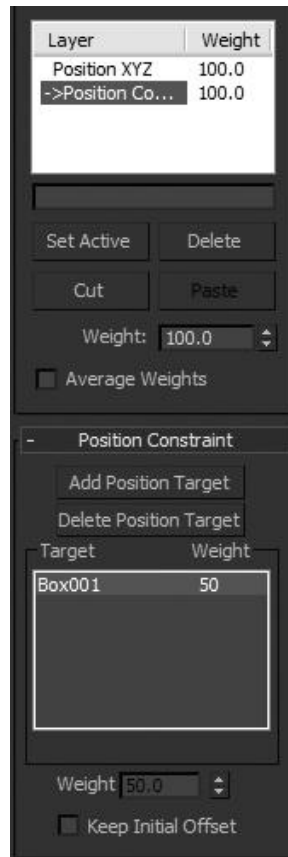 Layer Weight
Position XYZ 100.0
->Position Co... 100.0
Set Active Delete
Cut Paste
Weight: 100.0
Average Weights
- Position Constraint
Add Position Target
Delete Position Target
Target Weight
Box001 50
Weight 50.0
Keep Initial Offset